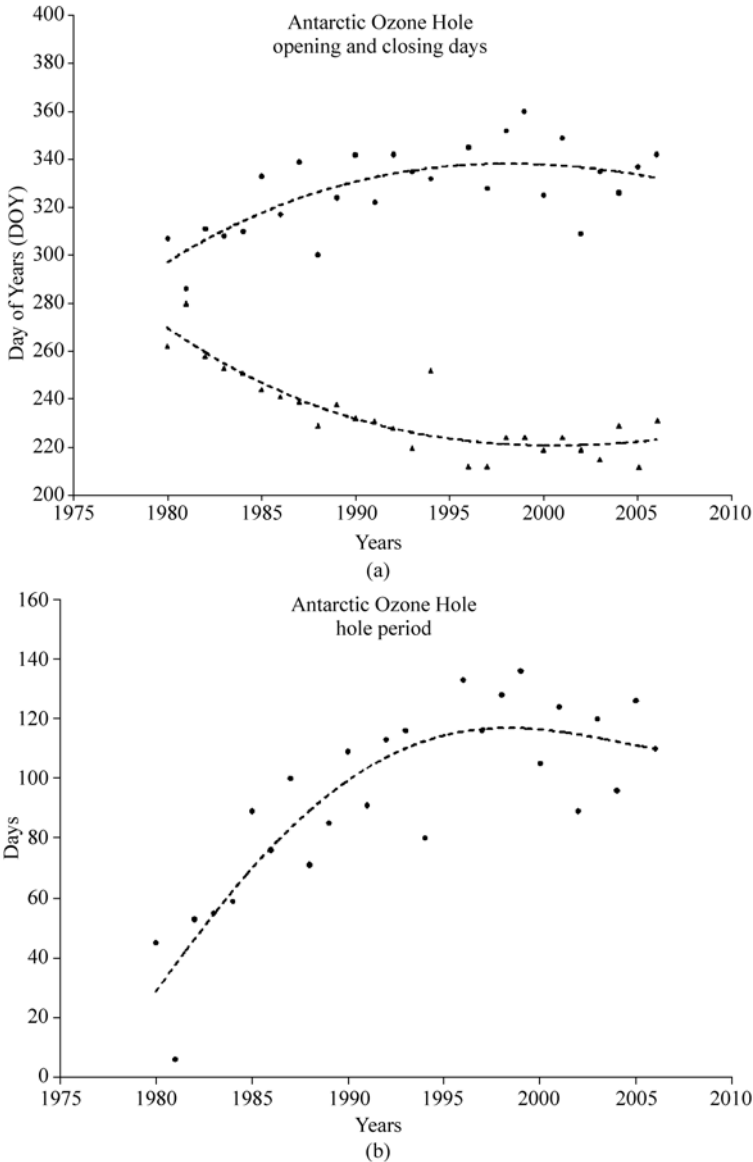 Antarctic Ozone Hole
opening and closing days
400
380
360
340
320
300
280
260
240
220
200
Day of Years (DOY)
1975 1980 1985 1990 1995 2000 2005 2010
Years
(a)
Antarctic Ozone Hole
hole period
160
140
120
100
80
60
40
20
0
Days
1975 1980 1985 1990 1995 2000 2005 2010
Years
(b)